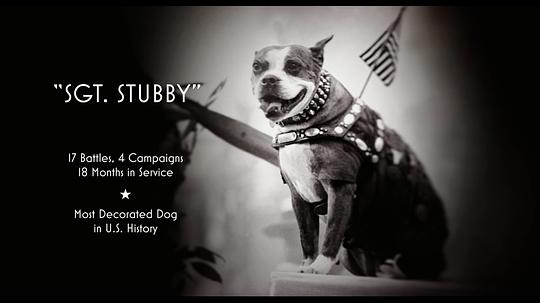 "SGT. STUBBY"
17 Battles, 4 Campaigns
18 Months in Service
Most Decorated Dog
in U.S. History